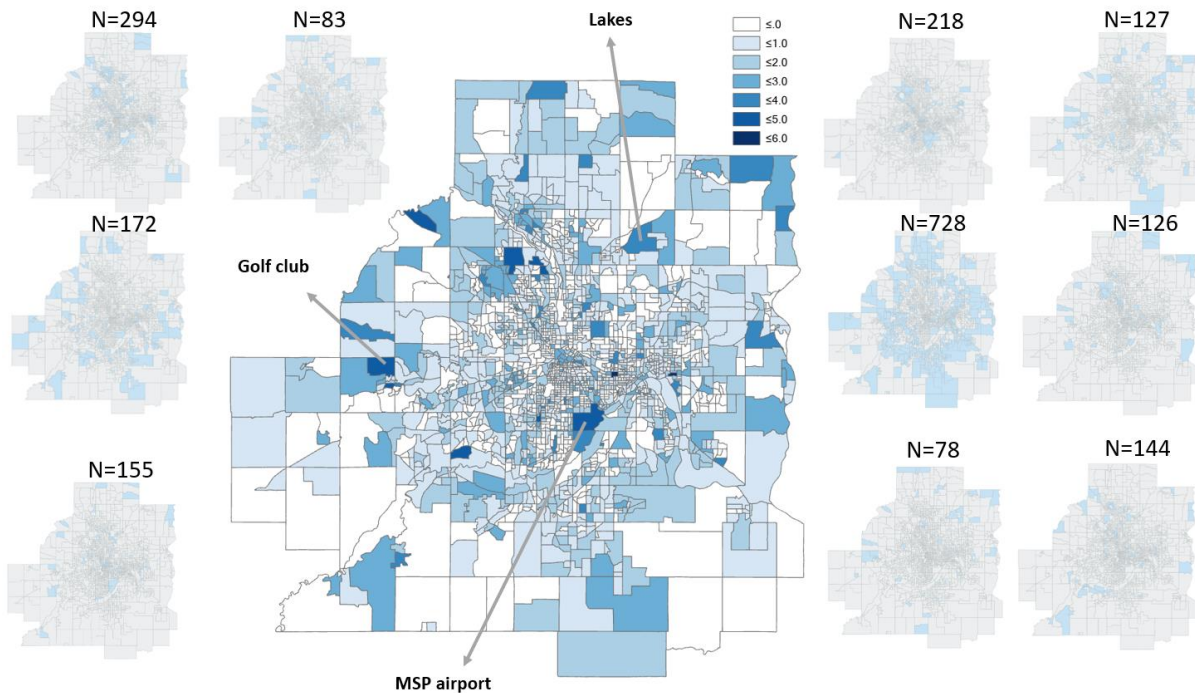 N=294
N=83
Lakes
N=218
N=127
≤.0
≤1.0
≤2.0
≤3.0
≤4.0
≤5.0
≤6.0
N=172
Golf club
N=728
N=126
N=155
N=78
N=144
MSP airport